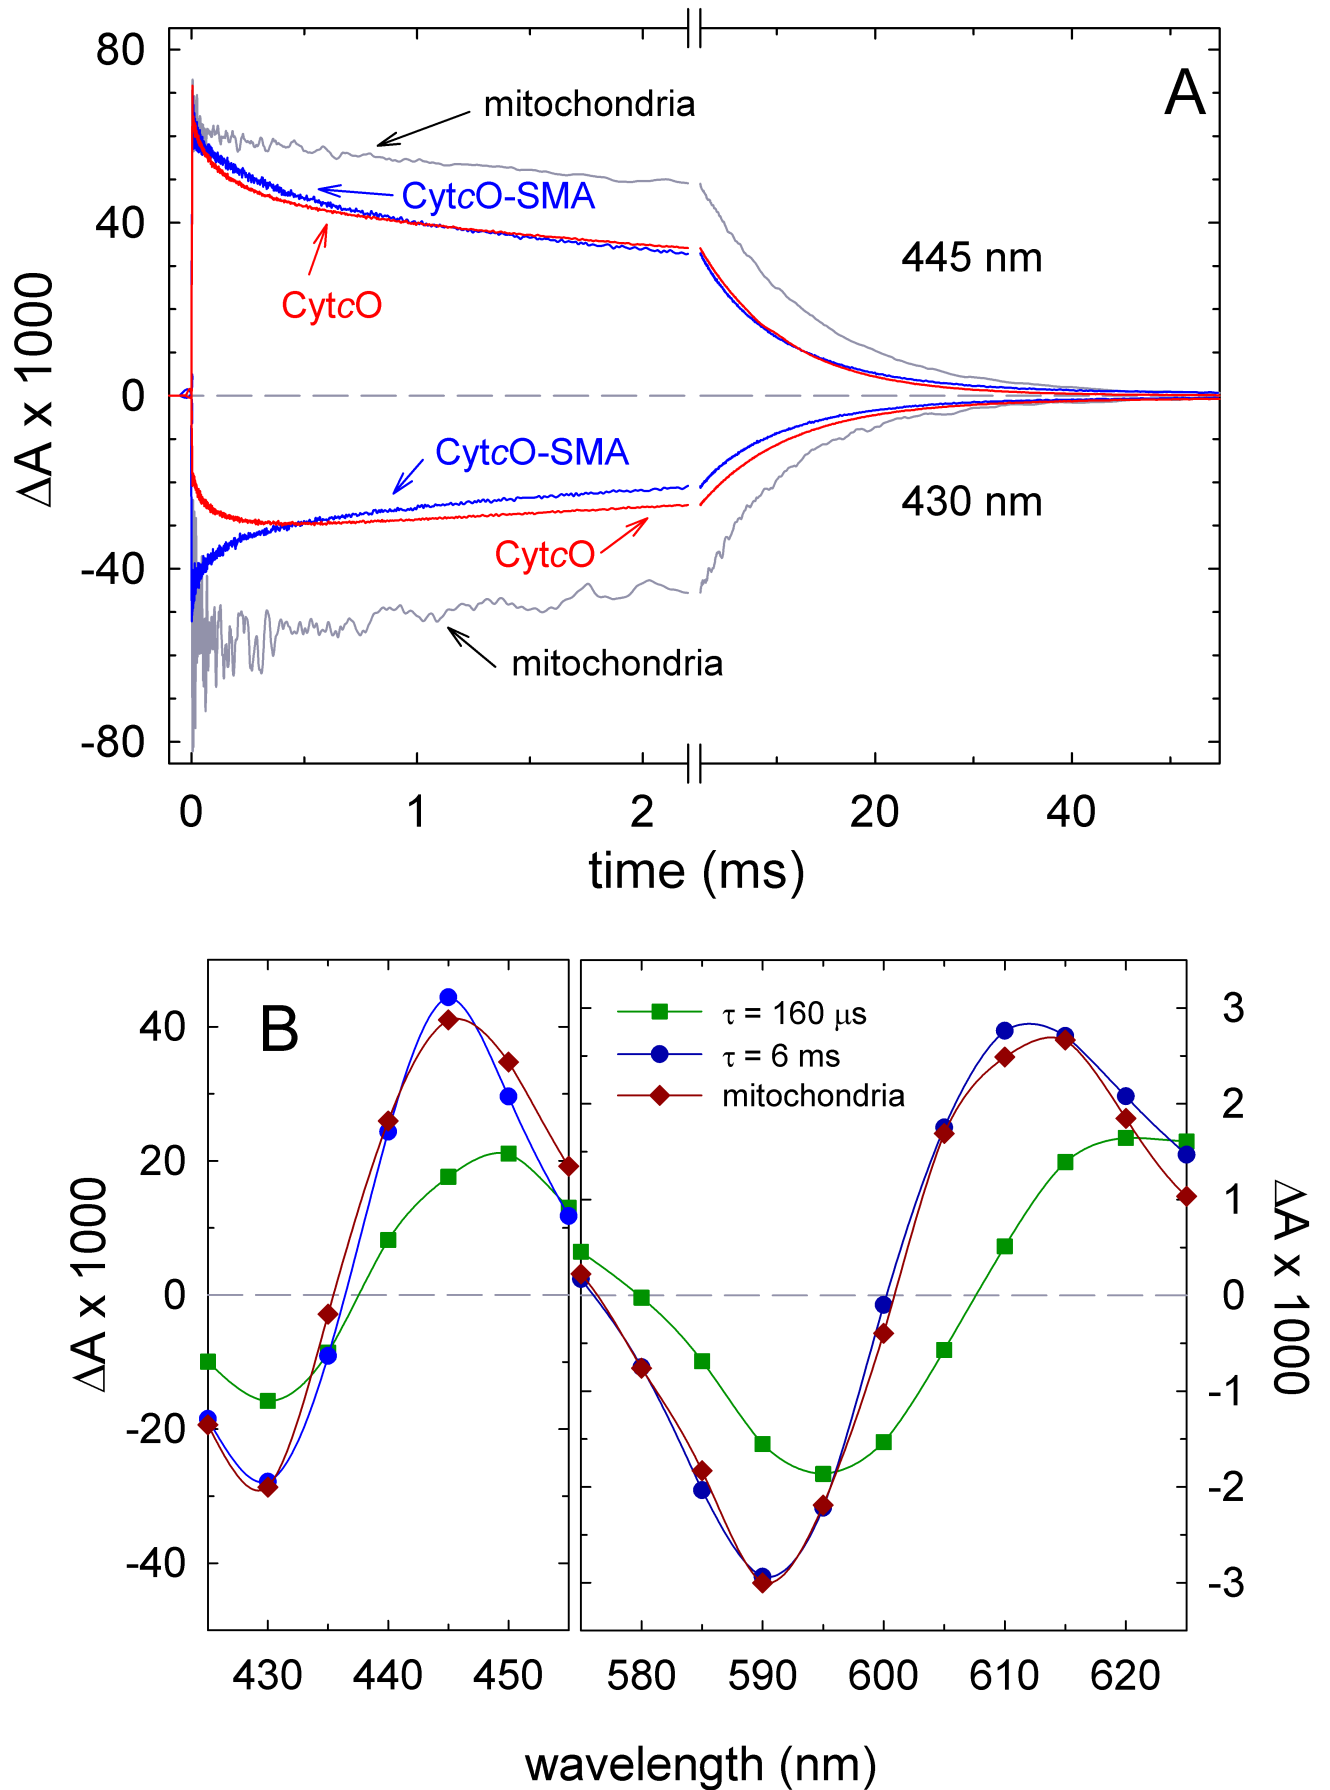 A
80
40
0
-40
-80
ΔA x 1000
mitochondria
CytcO-SMA
CytcO
445 nm
CytcO-SMA
430 nm
CytcO
mitochondria
0 1 2 20 40
time (ms)
B
40
20
0
-20
-40
ΔA x 1000
τ = 160 μs
τ = 6 ms
mitochondria
3
2
1
0
-1
-2
-3
ΔA x 1000
430 440 450 580 590 600 610 620
wavelength (nm)